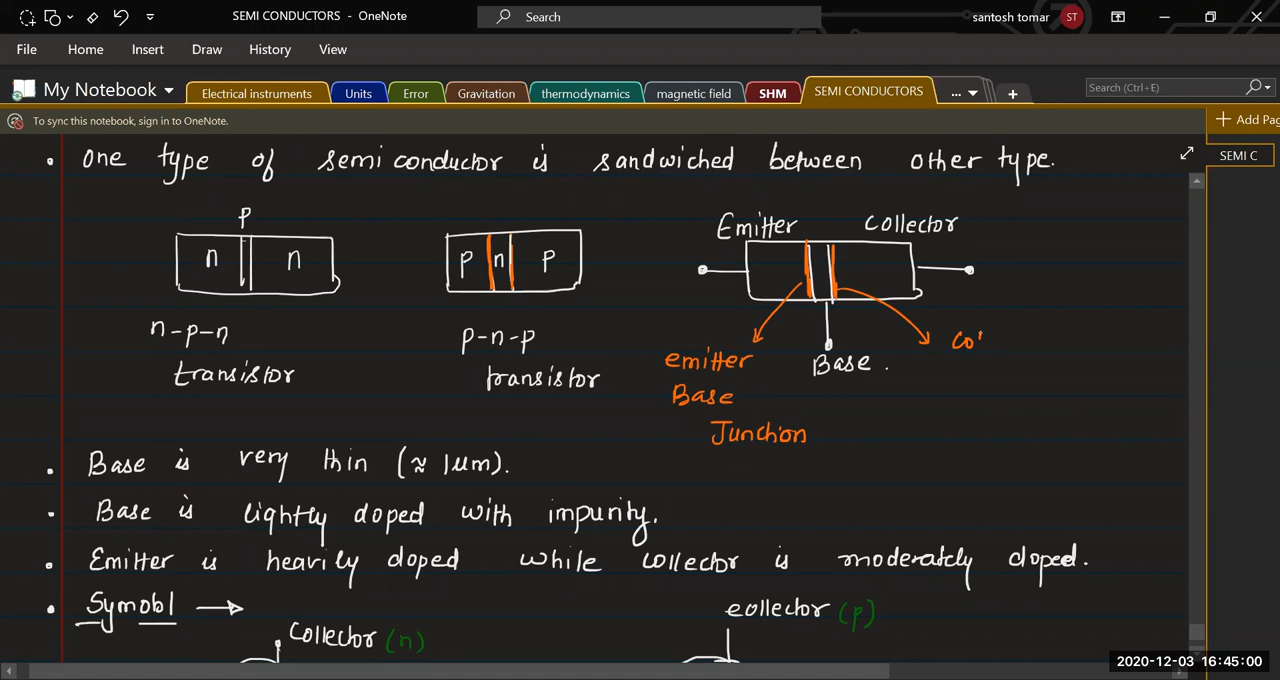 SEMI CONDUCTORS - OneNote
Search
santosh tomar
ST
File Home Insert Draw History View
My Notebook
Electrical instruments Units Error Gravitation thermodynamics magnetic field SHM SEMI CONDUCTORS ...
Search (Ctrl+E)
To sync this notebook, sign in to OneNote.
Add Pag
SEMI C
• One type of semi conductor is sandwiched between other type.
p
n n
p n p
Emitter Collector
n-p-n
transistor
p-n-p
transistor
emitter
Base
Junction
Base .
Co'
• Base is very thin (≈ 1μm).
• Base is lightly doped with impurity.
• Emitter is heavily doped while collector is moderately doped.
• Symobl →
Collector (n)
collector (p)
2020-12-03 16:45:00